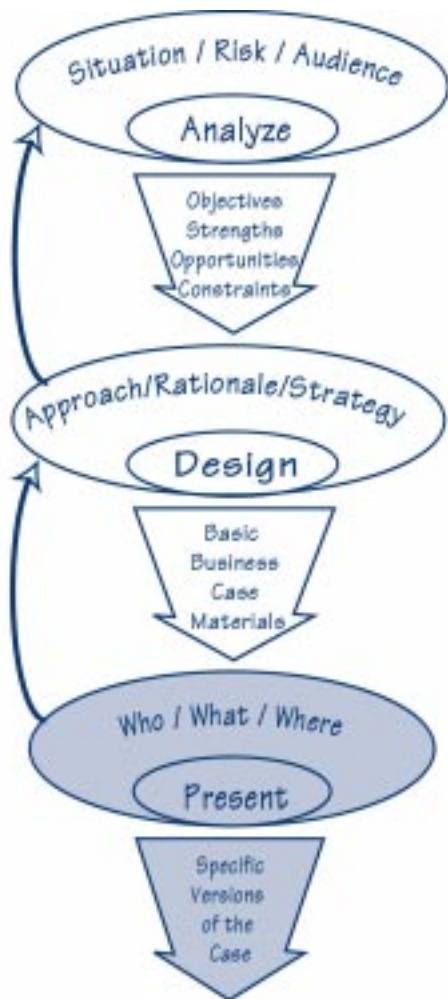 Situation / Risk / Audience
Analyze
Objectives
Strengths
Opportunities
Constraints
Approach/Rationale/Strategy
Design
Basic
Business
Case
Materials
Who / What / Where
Present
Specific
Versions
of the
Case